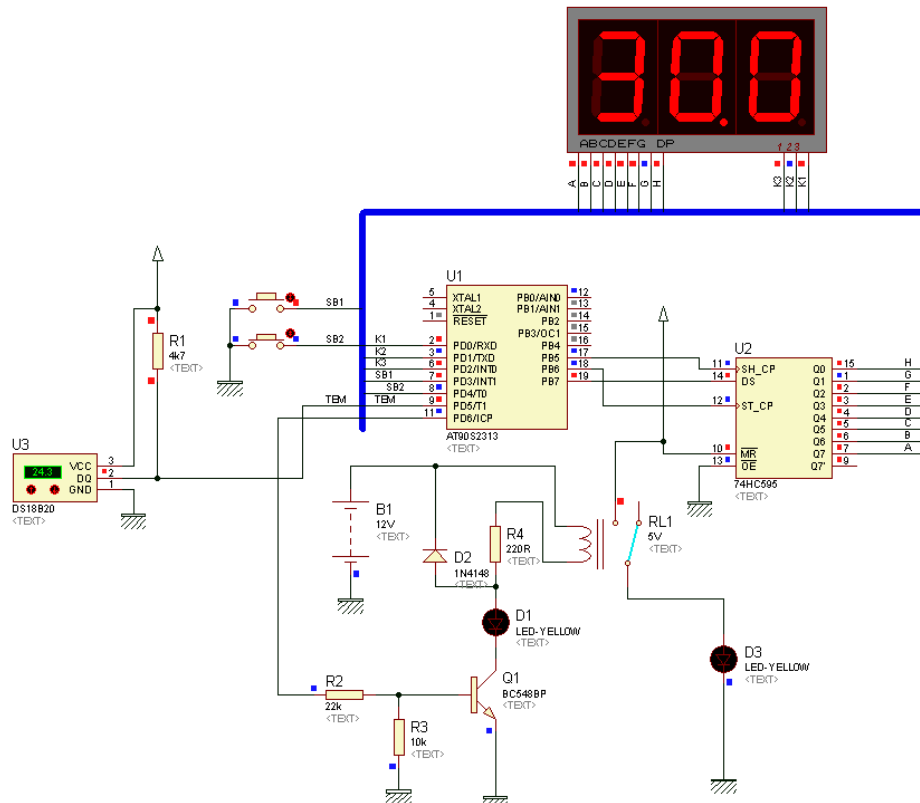 30.0
ABCDEFG DP
1 2 3
A B C D E F G H
K3 K2 K1
R1
4k7
<TEXT>
SB1
SB2
K1
K2
K3
SB1
SB2
TEM
TEM
U1
5 XTAL1
4 XTAL2
1 RESET
2 PD0/RXD
3 PD1/TXD
6 PD2/INT0
7 PD3/INT1
8 PD4/T0
9 PD5/T1
11 PD6/ICP
PB0/AIN0 12
PB1/AIN1 13
PB2 14
PB3/OC1 15
PB4 16
PB5 17
PB6 18
PB7 19
AT90S2313
<TEXT>
U2
11 SH_CP
14 DS
12 ST_CP
10 MR
13 OE
Q0 15 H
Q1 1 G
Q2 2 F
Q3 3 E
Q4 4 D
Q5 5 C
Q6 6 B
Q7 7 A
Q7' 9
74HC595
<TEXT>
U3
24.3
VCC 3
DQ 2
GND 1
DS18B20
<TEXT>
B1
12V
<TEXT>
D2
1N4148
<TEXT>
R4
220R
<TEXT>
RL1
5V
<TEXT>
D1
LED-YELLOW
<TEXT>
D3
LED-YELLOW
<TEXT>
Q1
BC548BP
<TEXT>
R2
22k
<TEXT>
R3
10k
<TEXT>